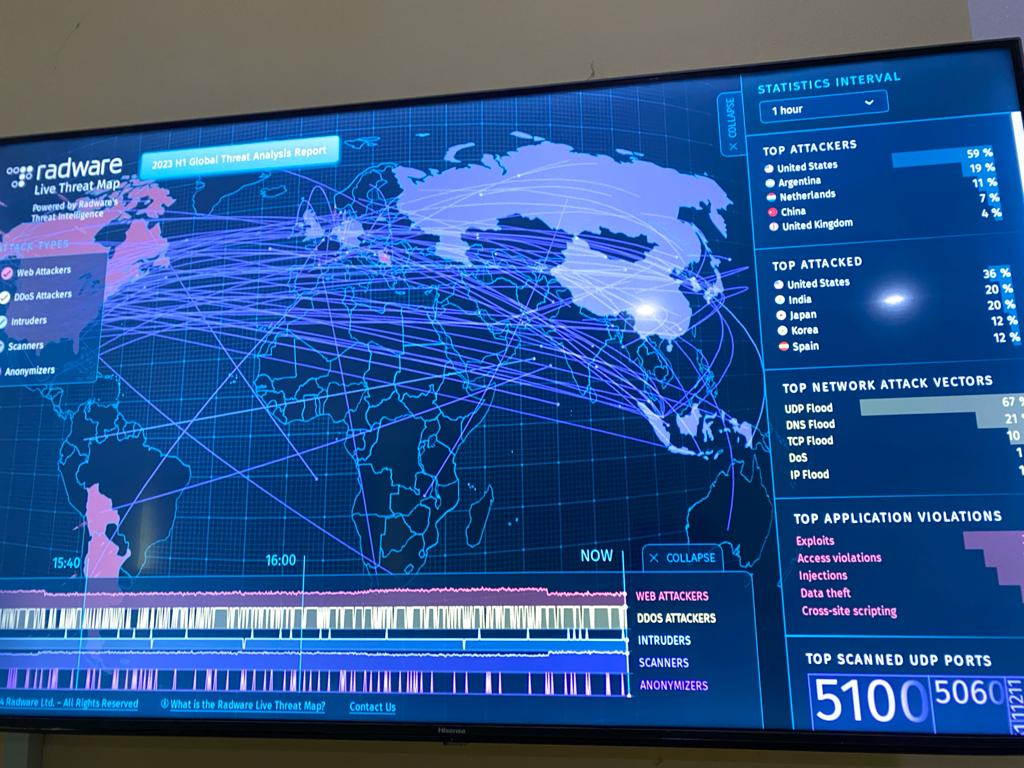 radware
Live Threat Map
Powered by Radware's
Threat Intelligence
2023 H1 Global Threat Analysis Report
ATTACK TYPES
Web Attackers
DDoS Attackers
Intruders
Scanners
Anonymizers
COLLAPSE
STATISTICS INTERVAL
1 hour
TOP ATTACKERS
United States 59 %
Argentina 19 %
Netherlands 11 %
China 7 %
United Kingdom 4 %
TOP ATTACKED
United States 36 %
India 20 %
Japan 20 %
Korea 12 %
Spain 12 %
TOP NETWORK ATTACK VECTORS
UDP Flood 67 %
DNS Flood 21
TCP Flood 10
DoS 1
IP Flood
TOP APPLICATION VIOLATIONS
Exploits
Access violations
Injections
Data theft
Cross-site scripting
TOP SCANNED UDP PORTS
5100 5060 11211
15:40 16:00 NOW
COLLAPSE
WEB ATTACKERS
DDOS ATTACKERS
INTRUDERS
SCANNERS
ANONYMIZERS
4 Radware Ltd. – All Rights Reserved What is the Radware Live Threat Map? Contact Us
Hisense